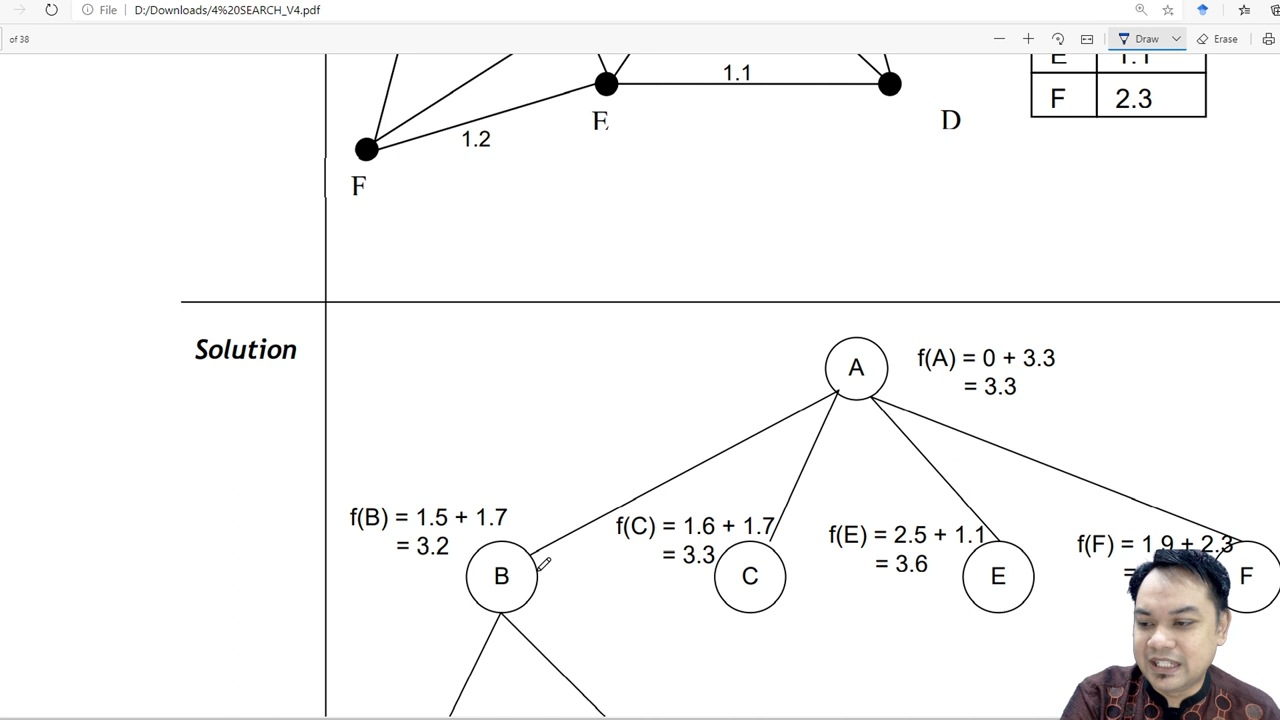 File D:/Downloads/4%20SEARCH_V4.pdf
of 38
Draw
Erase
1.1
E 1.1
F 2.3
E
D
1.2
F
Solution
A
f(A) = 0 + 3.3
= 3.3
f(B) = 1.5 + 1.7
= 3.2
B
f(C) = 1.6 + 1.7
= 3.3
C
f(E) = 2.5 + 1.1
= 3.6
E
f(F) = 1.9 + 2.3
=
F